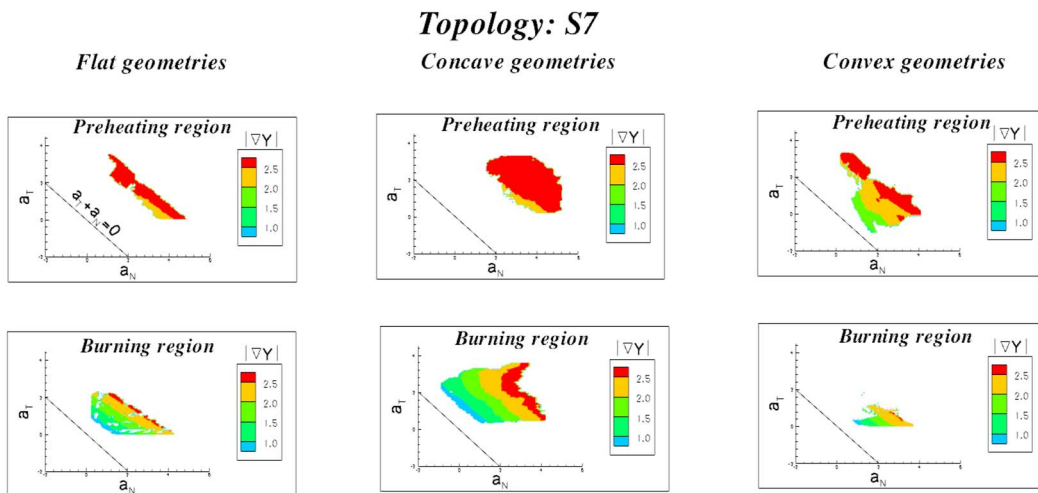 Topology: S7
Flat geometries
Concave geometries
Convex geometries
Preheating region
|∇Y|
2.5
2.0
1.5
1.0
a_T
a_T+a_N=0
a_N
Preheating region
|∇Y|
2.5
2.0
1.5
1.0
a_T
a_N
Preheating region
|∇Y|
2.5
2.0
1.5
1.0
a_T
a_N
Burning region
|∇Y|
2.5
2.0
1.5
1.0
a_T
a_N
Burning region
|∇Y|
2.5
2.0
1.5
1.0
a_T
a_N
Burning region
|∇Y|
2.5
2.0
1.5
1.0
a_T
a_N